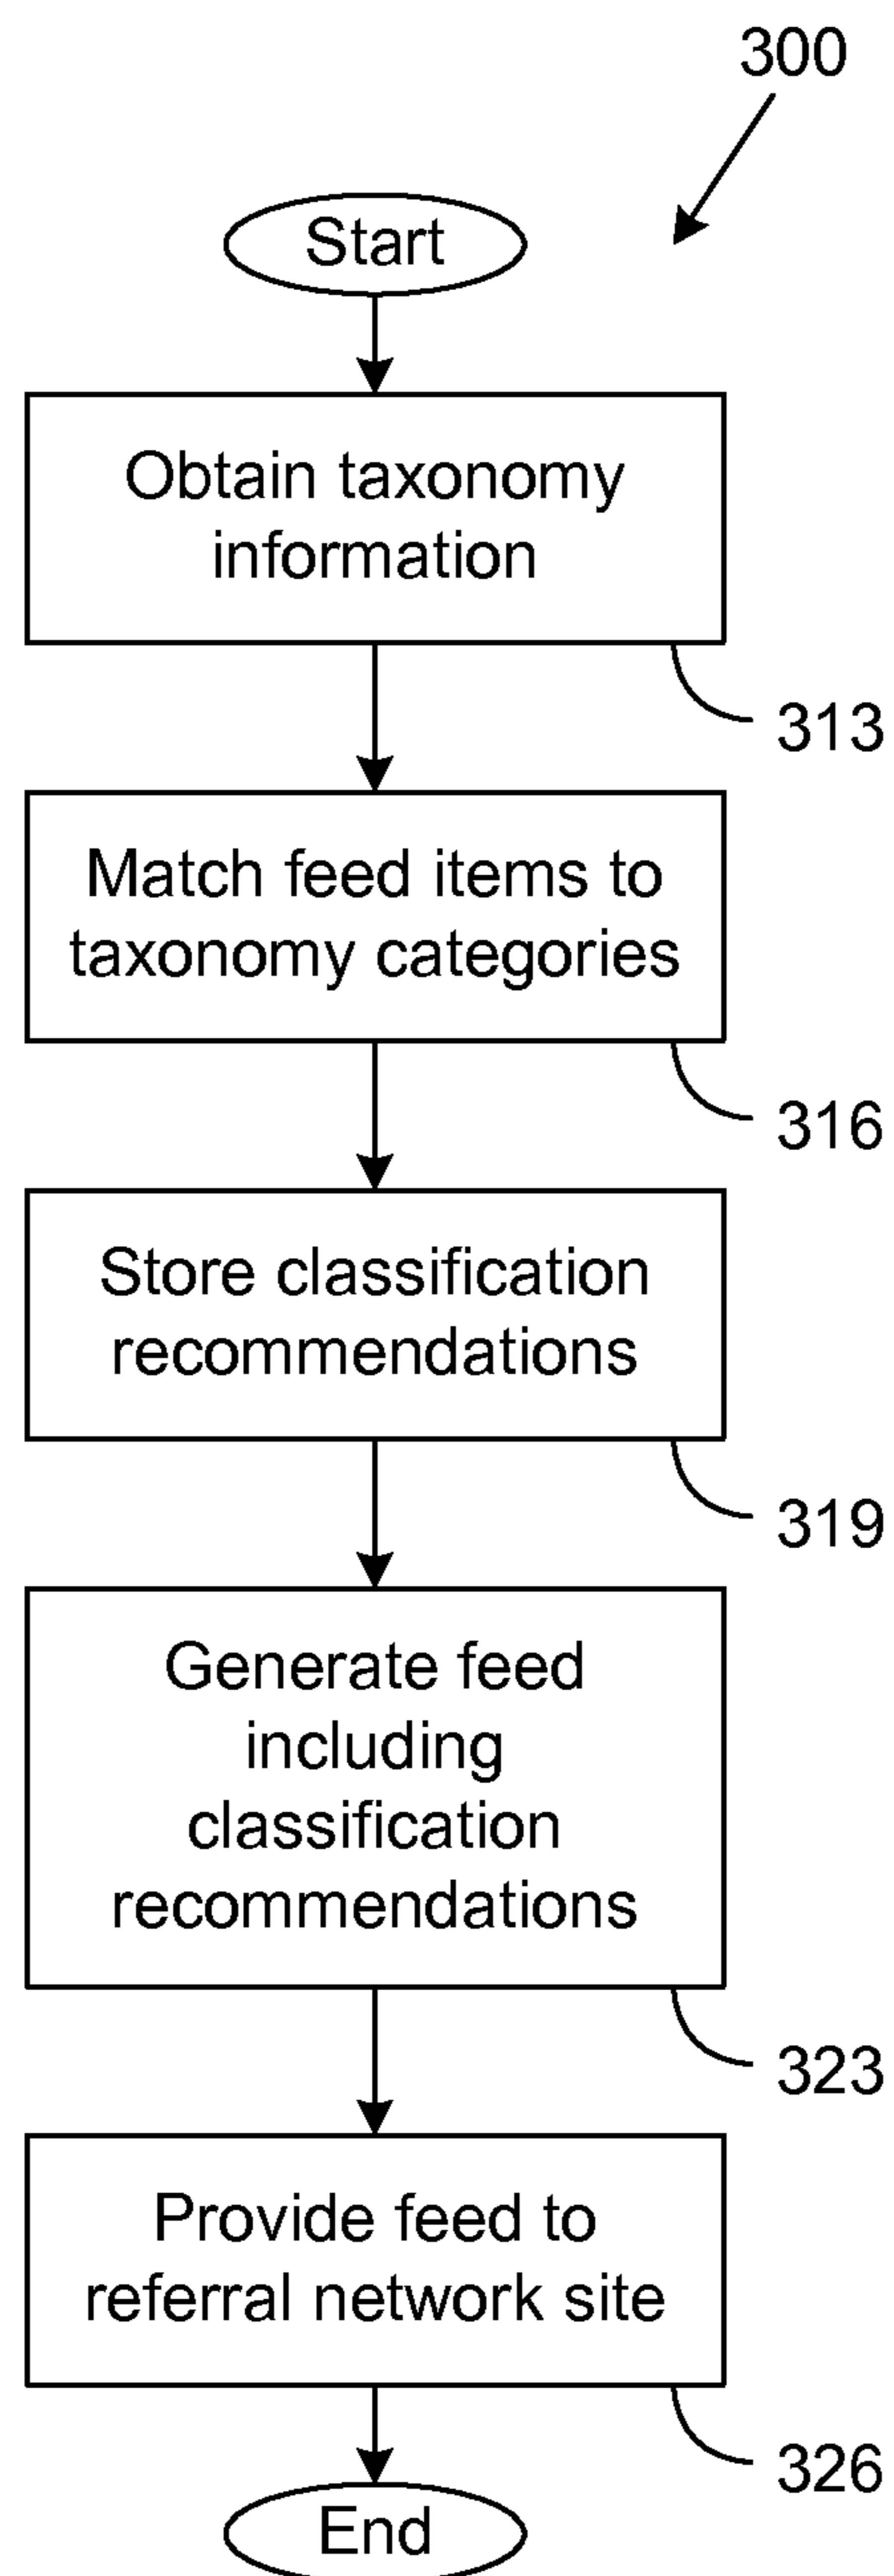 300
Start
Obtain taxonomy
information
313
Match feed items to
taxonomy categories
316
Store classification
recommendations
319
Generate feed
including
classification
recommendations
323
Provide feed to
referral network site
326
End